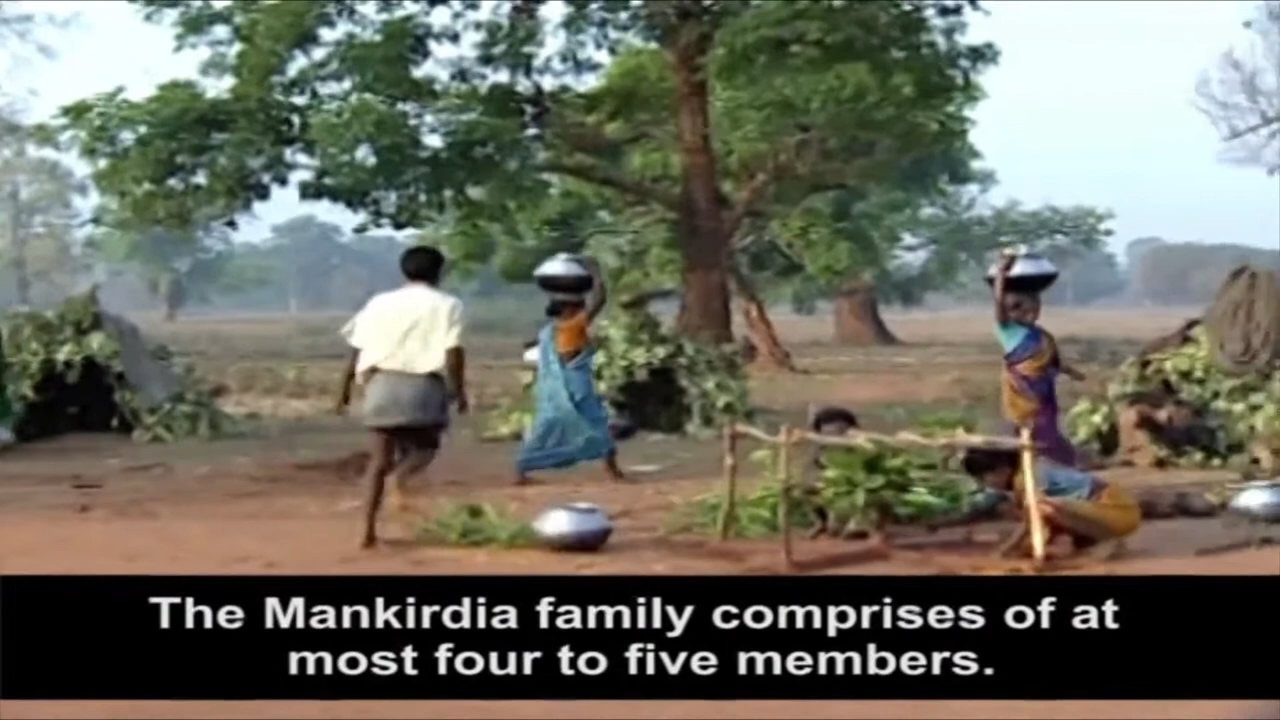 The Mankirdia family comprises of at
most four to five members.